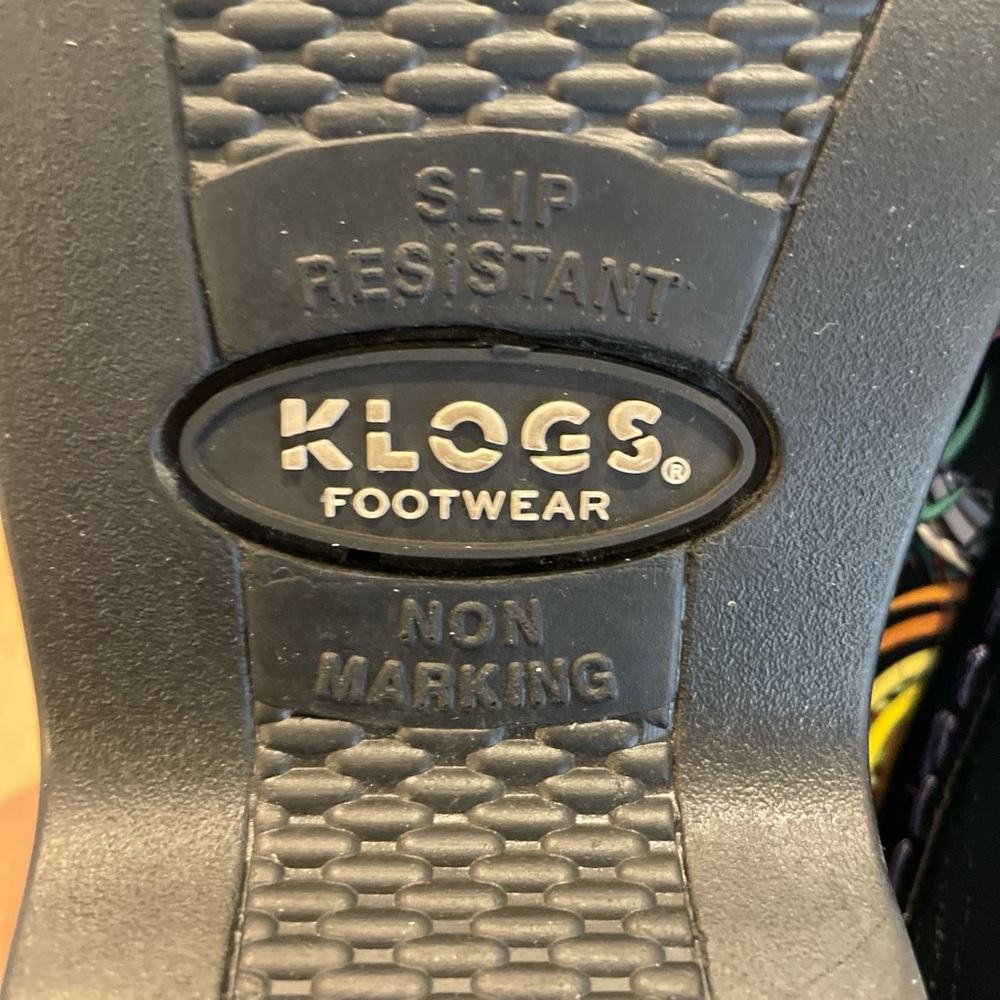 SLIP
RESISTANT
KLOGS®
FOOTWEAR
NON
MARKING